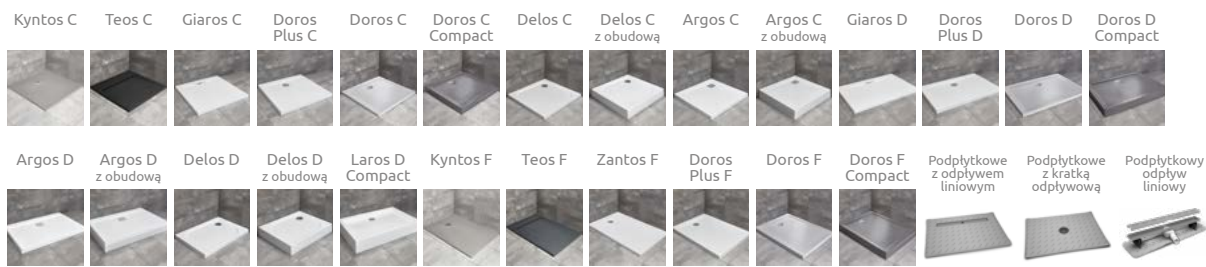 Kyntos C
Teos C
Giaros C
Doros
Plus C
Doros C
Doros C
Compact
Delos C
Delos C
z obudową
Argos C
Argos C
z obudową
Giaros D
Doros
Plus D
Doros D
Doros D
Compact
Argos D
Argos D
z obudową
Delos D
Delos D
z obudową
Laros D
Compact
Kyntos F
Teos F
Zantos F
Doros
Plus F
Doros F
Doros F
Compact
Podpłytkowe
z odpływem
liniowym
Podpłytkowe
z kratką
odpływową
Podpłytkowy
odpływ
liniowy